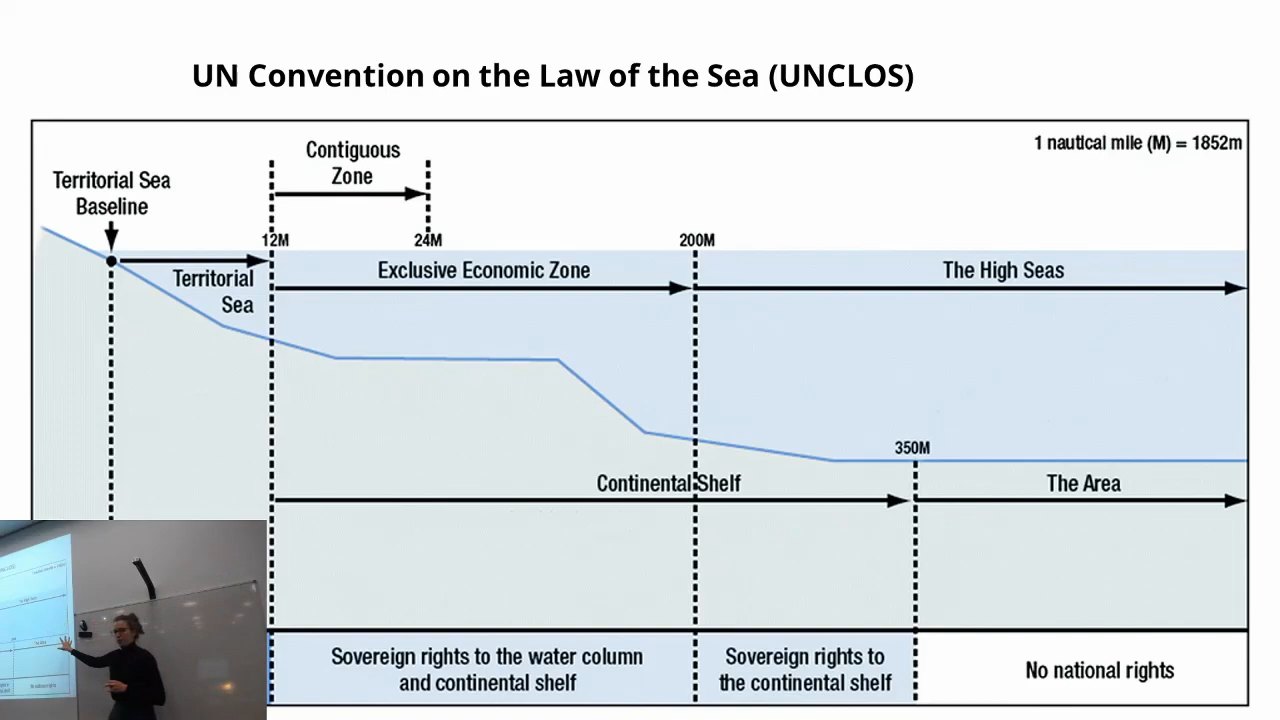 UN Convention on the Law of the Sea (UNCLOS)
1 nautical mile (M) = 1852m
Contiguous
Zone
Territorial Sea
Baseline
12M
24M
200M
Territorial
Sea
Exclusive Economic Zone
The High Seas
350M
Continental Shelf
The Area
Sovereign rights to the water column
and continental shelf
Sovereign rights to
the continental shelf
No national rights